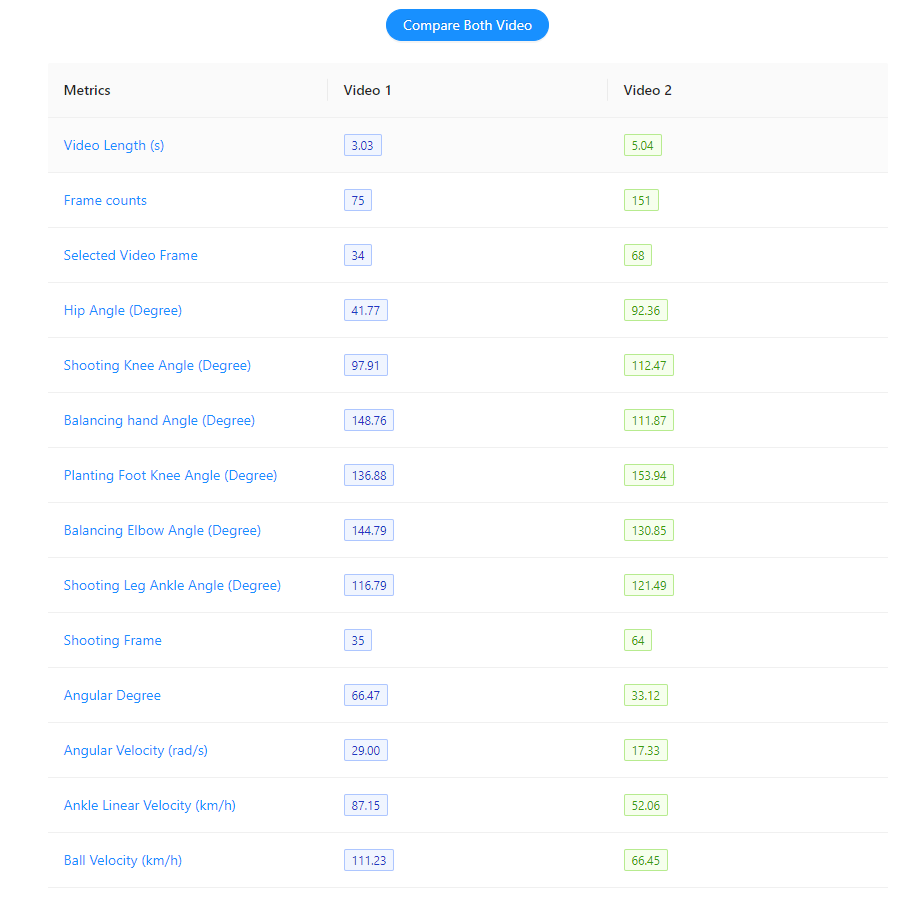 Compare Both Video
Metrics Video 1 Video 2
Video Length (s) 3.03 5.04
Frame counts 75 151
Selected Video Frame 34 68
Hip Angle (Degree) 41.77 92.36
Shooting Knee Angle (Degree) 97.91 112.47
Balancing hand Angle (Degree) 148.76 111.87
Planting Foot Knee Angle (Degree) 136.88 153.94
Balancing Elbow Angle (Degree) 144.79 130.85
Shooting Leg Ankle Angle (Degree) 116.79 121.49
Shooting Frame 35 64
Angular Degree 66.47 33.12
Angular Velocity (rad/s) 29.00 17.33
Ankle Linear Velocity (km/h) 87.15 52.06
Ball Velocity (km/h) 111.23 66.45